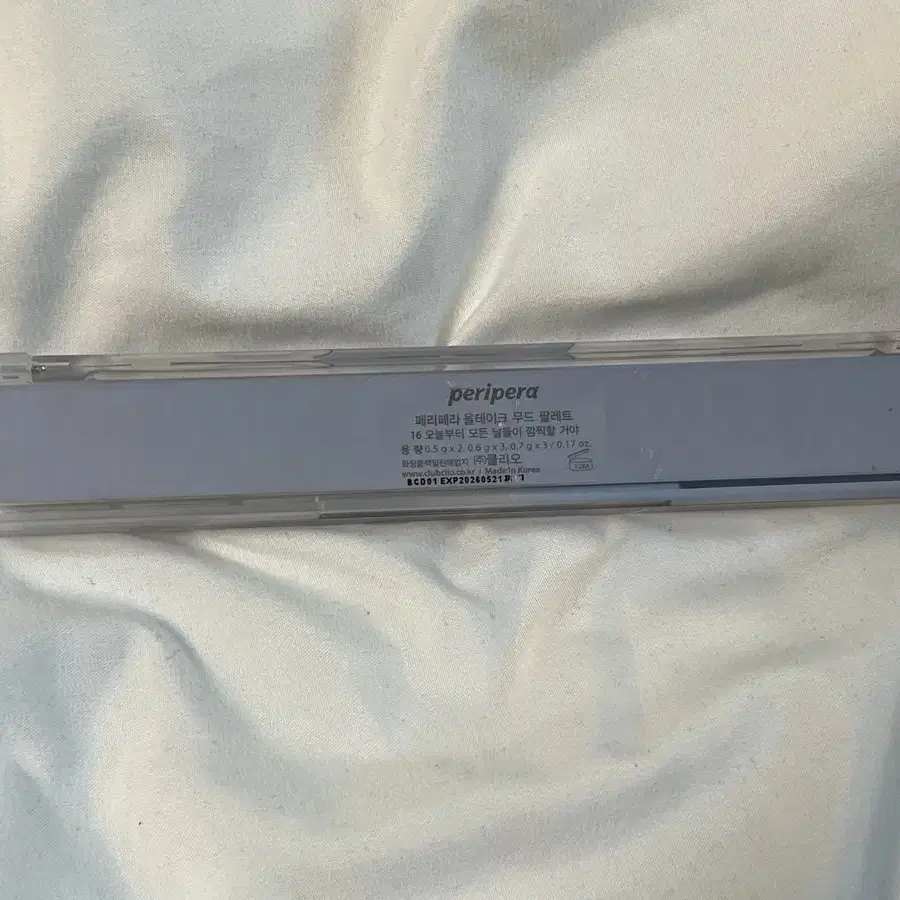 peripera
페리페라 올테이크 무드 팔레트
16 오늘부터 모든 날들이 깜찍할 거야
용 량 0.5 g x 2, 0.6 g x 3, 0.7 g x 3 / 0.17 oz.
화장품책임판매업자 (주)클리오
www.clubclio.co.kr | Made In Korea
BCD01 EXP20260521